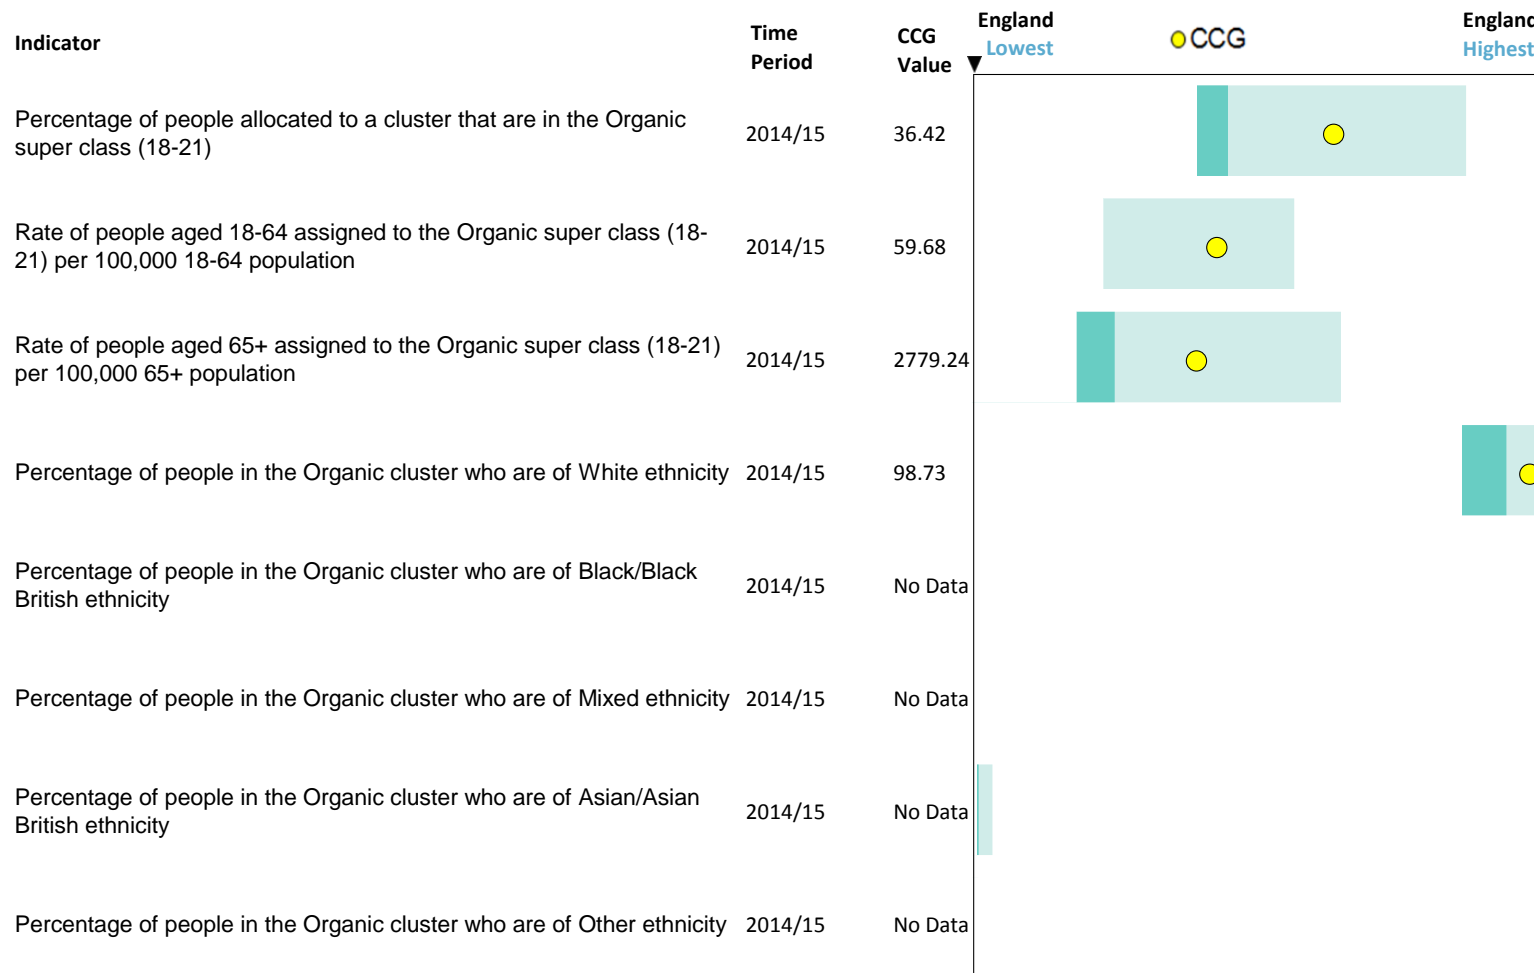 Indicator
Time Period
CCG Value
England Lowest
CCG
England Highest
Percentage of people allocated to a cluster that are in the Organic
super class (18-21)
2014/15
36.42
Rate of people aged 18-64 assigned to the Organic super class (18-
21) per 100,000 18-64 population
2014/15
59.68
Rate of people aged 65+ assigned to the Organic super class (18-21)
per 100,000 65+ population
2014/15
2779.24
Percentage of people in the Organic cluster who are of White ethnicity
2014/15
98.73
Percentage of people in the Organic cluster who are of Black/Black
British ethnicity
2014/15
No Data
Percentage of people in the Organic cluster who are of Mixed ethnicity
2014/15
No Data
Percentage of people in the Organic cluster who are of Asian/Asian
British ethnicity
2014/15
No Data
Percentage of people in the Organic cluster who are of Other ethnicity
2014/15
No Data